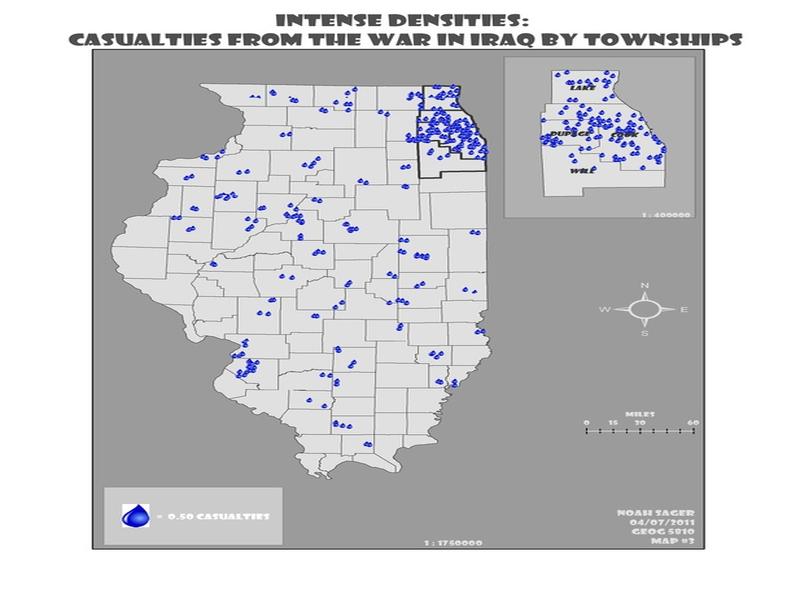 INTENSE DENSITIES:
CASUALTIES FROM THE WAR IN IRAQ BY TOWNSHIPS
LAKE
DUPAGE COOK
WILL
1 : 400000
N
W E
S
MILES
0 15 30 60
= 0.50 CASUALTIES
NOAH SAGER
04/07/2011
GEOG 5810
MAP #3
1 : 1750000